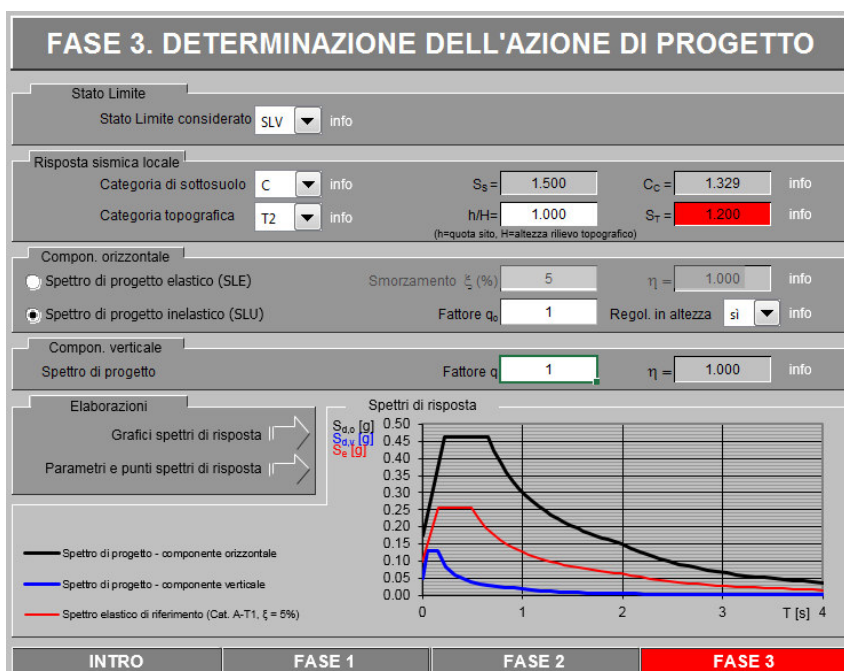 FASE 3. DETERMINAZIONE DELL'AZIONE DI PROGETTO
Stato Limite
Stato Limite considerato SLV info
Risposta sismica locale
Categoria di sottosuolo C info SS= 1.500 CC = 1.329 info
Categoria topografica T2 info h/H= 1.000 ST = 1.200
(h=quota sito, H=altezza rilievo topografico)
Compon. orizzontale
Spettro di progetto elastico (SLE) Smorzamento ξ (%) 5 η = 1.000 info
Spettro di progetto inelastico (SLU) Fattore qo 1 Regol. in altezza sì info
Compon. verticale
Spettro di progetto Fattore q 1 η = 1.000 info
Elaborazioni
Grafici spettri di risposta
Parametri e punti spettri di risposta
Spettri di risposta
Sd,o [g]
Sd,v [g]
Se [g]
0.50
0.45
0.40
0.35
0.30
0.25
0.20
0.15
0.10
0.05
0.00
0 1 2 3 T [s] 4
Spettro di progetto - componente orizzontale
Spettro di progetto - componente verticale
Spettro elastico di riferimento (Cat. A-T1, ξ = 5%)
INTRO FASE 1 FASE 2 FASE 3